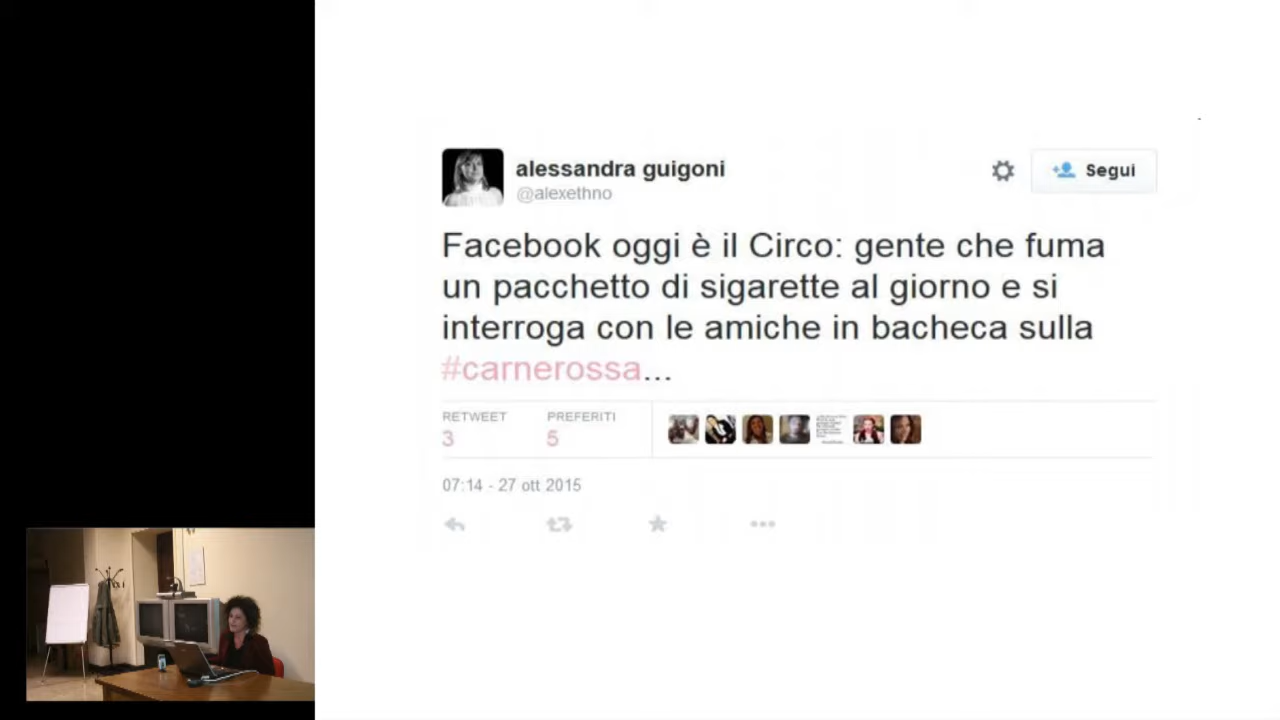 alessandra guigoni
@alexethno
Segui
Facebook oggi è il Circo: gente che fuma
un pacchetto di sigarette al giorno e si
interroga con le amiche in bacheca sulla
#carnerossa...
RETWEET
PREFERITI
3
5
07:14 - 27 ott 2015